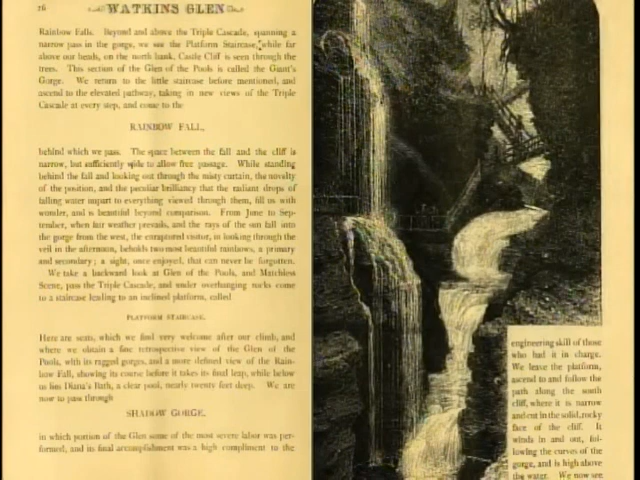 16
WATKINS GLEN
Rainbow Falls. Beyond and above the Triple Cascade, spanning a
narrow pass in the gorge, we see the Platform Staircase, while far
above our heads, on the north bank, Castle Cliff is seen through the
trees. This section of the Glen of the Pools is called the Giant's
Gorge. We return to the little staircase before mentioned, and
ascend to the elevated pathway, taking in new views of the Triple
Cascade at every step, and come to the
RAINBOW FALL,
behind which we pass. The space between the fall and the cliff is
narrow, but sufficiently wide to allow free passage. While standing
behind the fall and looking out through the misty curtain, the novelty
of the position, and the peculiar brilliancy that the radiant drops of
falling water impart to everything viewed through them, fill us with
wonder, and is beautiful beyond comparison. From June to Sep-
tember, when fair weather prevails, and the rays of the sun fall into
the gorge from the west, the enraptured visitor, in looking through the
veil in the afternoon, beholds two most beautiful rainbows, a primary
and secondary; a sight, once enjoyed, that can never be forgotten.
We take a backward look at Glen of the Pools, and Matchless
Scene, pass the Triple Cascade, and under overhanging rocks come
to a staircase leading to an inclined platform, called
PLATFORM STAIRCASE.
Here are seats, which we find very welcome after our climb, and
where we obtain a fine retrospective view of the Glen of the
Pools, with its ragged gorges, and a more defined view of the Rain-
bow Fall, showing its course before it takes its final leap, while below
us lies Diana's Bath, a clear pool, nearly twenty feet deep. We are
now to pass through
SHADOW GORGE,
in which portion of the Glen some of the most severe labor was per-
formed, and its final accomplishment was a high compliment to the
engineering skill of those
who had it in charge.
We leave the platform,
ascend to and follow the
path along the south
cliff, where it is narrow
and cut in the solid, rocky
face of the cliff. It
winds in and out, fol-
lowing the curves of the
gorge, and is high above
the water. We now see